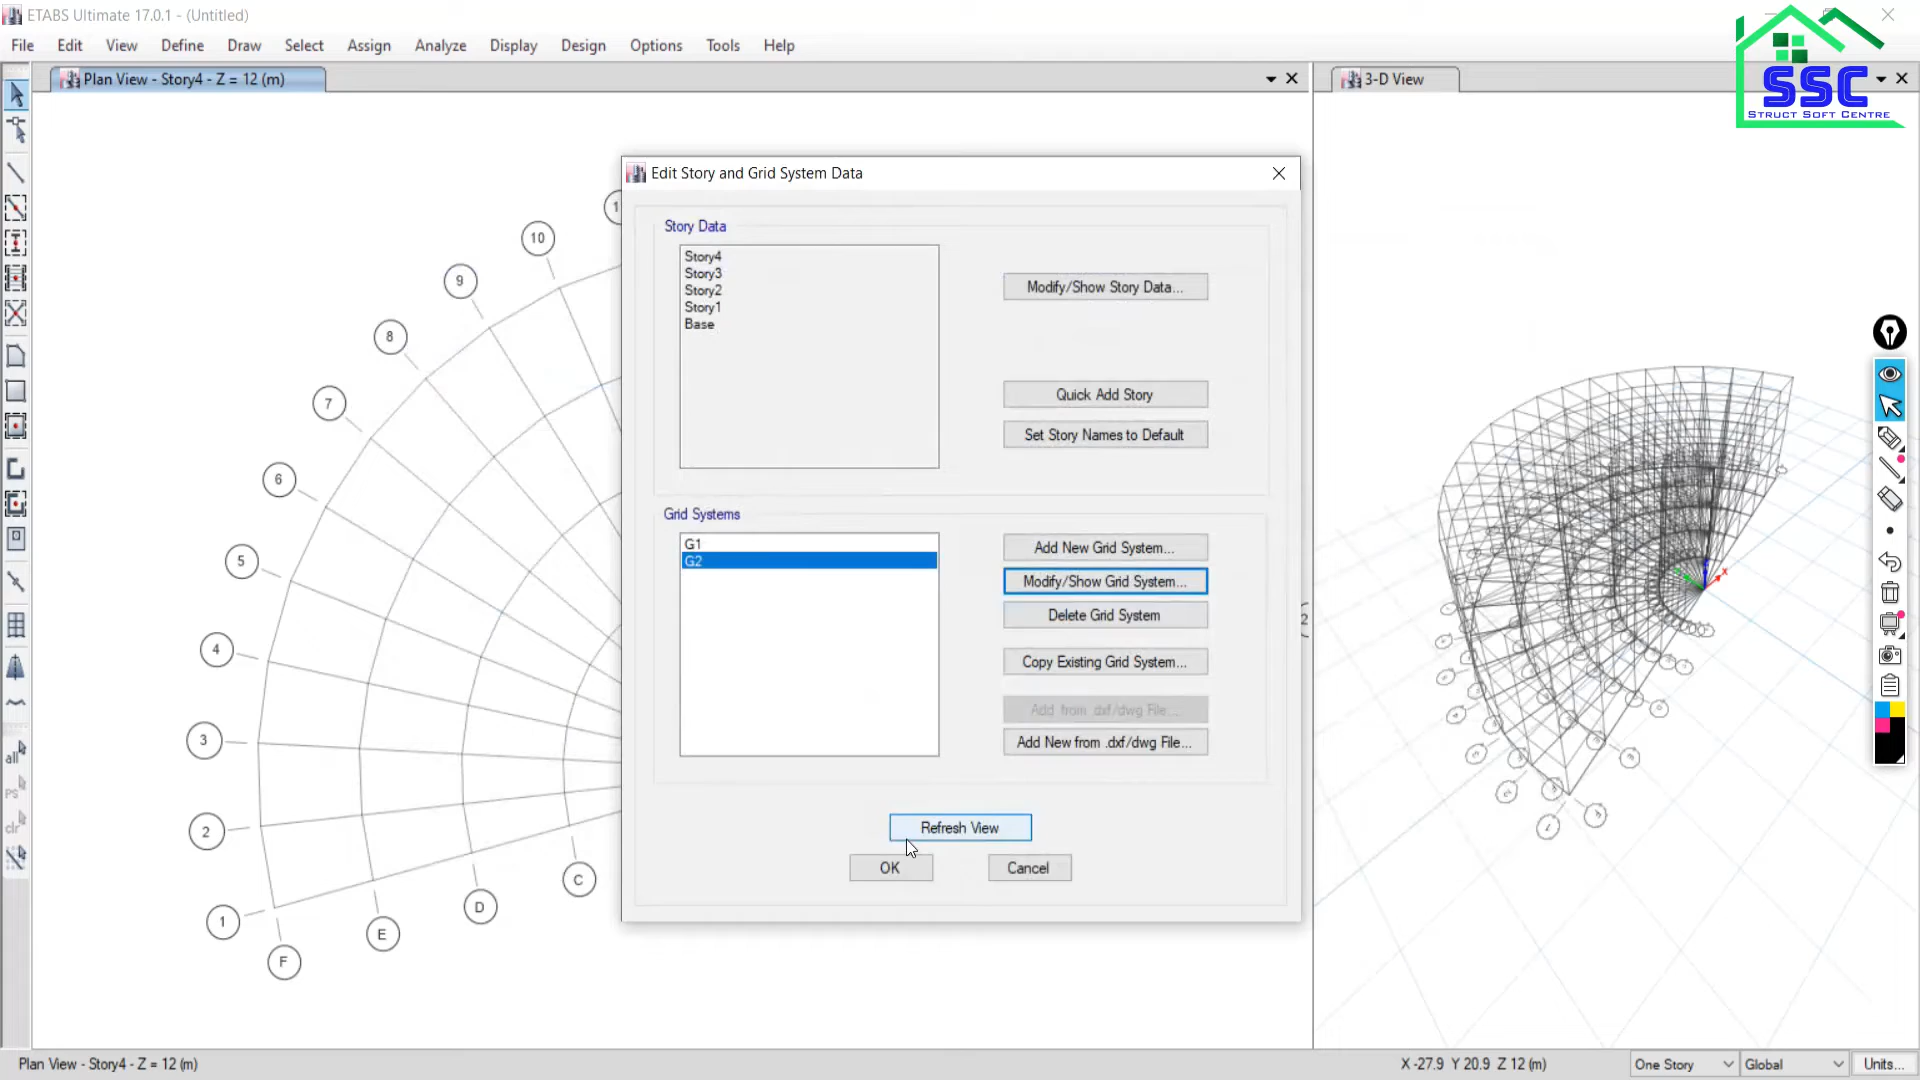 ETABS Ultimate 17.0.1 - (Untitled)
File Edit View Define Draw Select Assign Analyze Display Design Options Tools Help
SSC
STRUCT SOFT CENTRE
Plan View - Story4 - Z = 12 (m)
3-D View
Edit Story and Grid System Data
Story Data
Story4
Story3
Story2
Story1
Base
Modify/Show Story Data...
Quick Add Story
Set Story Names to Default
Grid Systems
G1
G2
Add New Grid System...
Modify/Show Grid System...
Delete Grid System
Copy Existing Grid System...
Add from .dxf/dwg File...
Add New from .dxf/dwg File...
Refresh View
OK
Cancel
10
9
8
7
6
5
4
3
2
1
F
E
D
C
all
PS
clr
Plan View - Story4 - Z = 12 (m)
X -27.9 Y 20.9 Z 12 (m)
One Story
Global
Units...